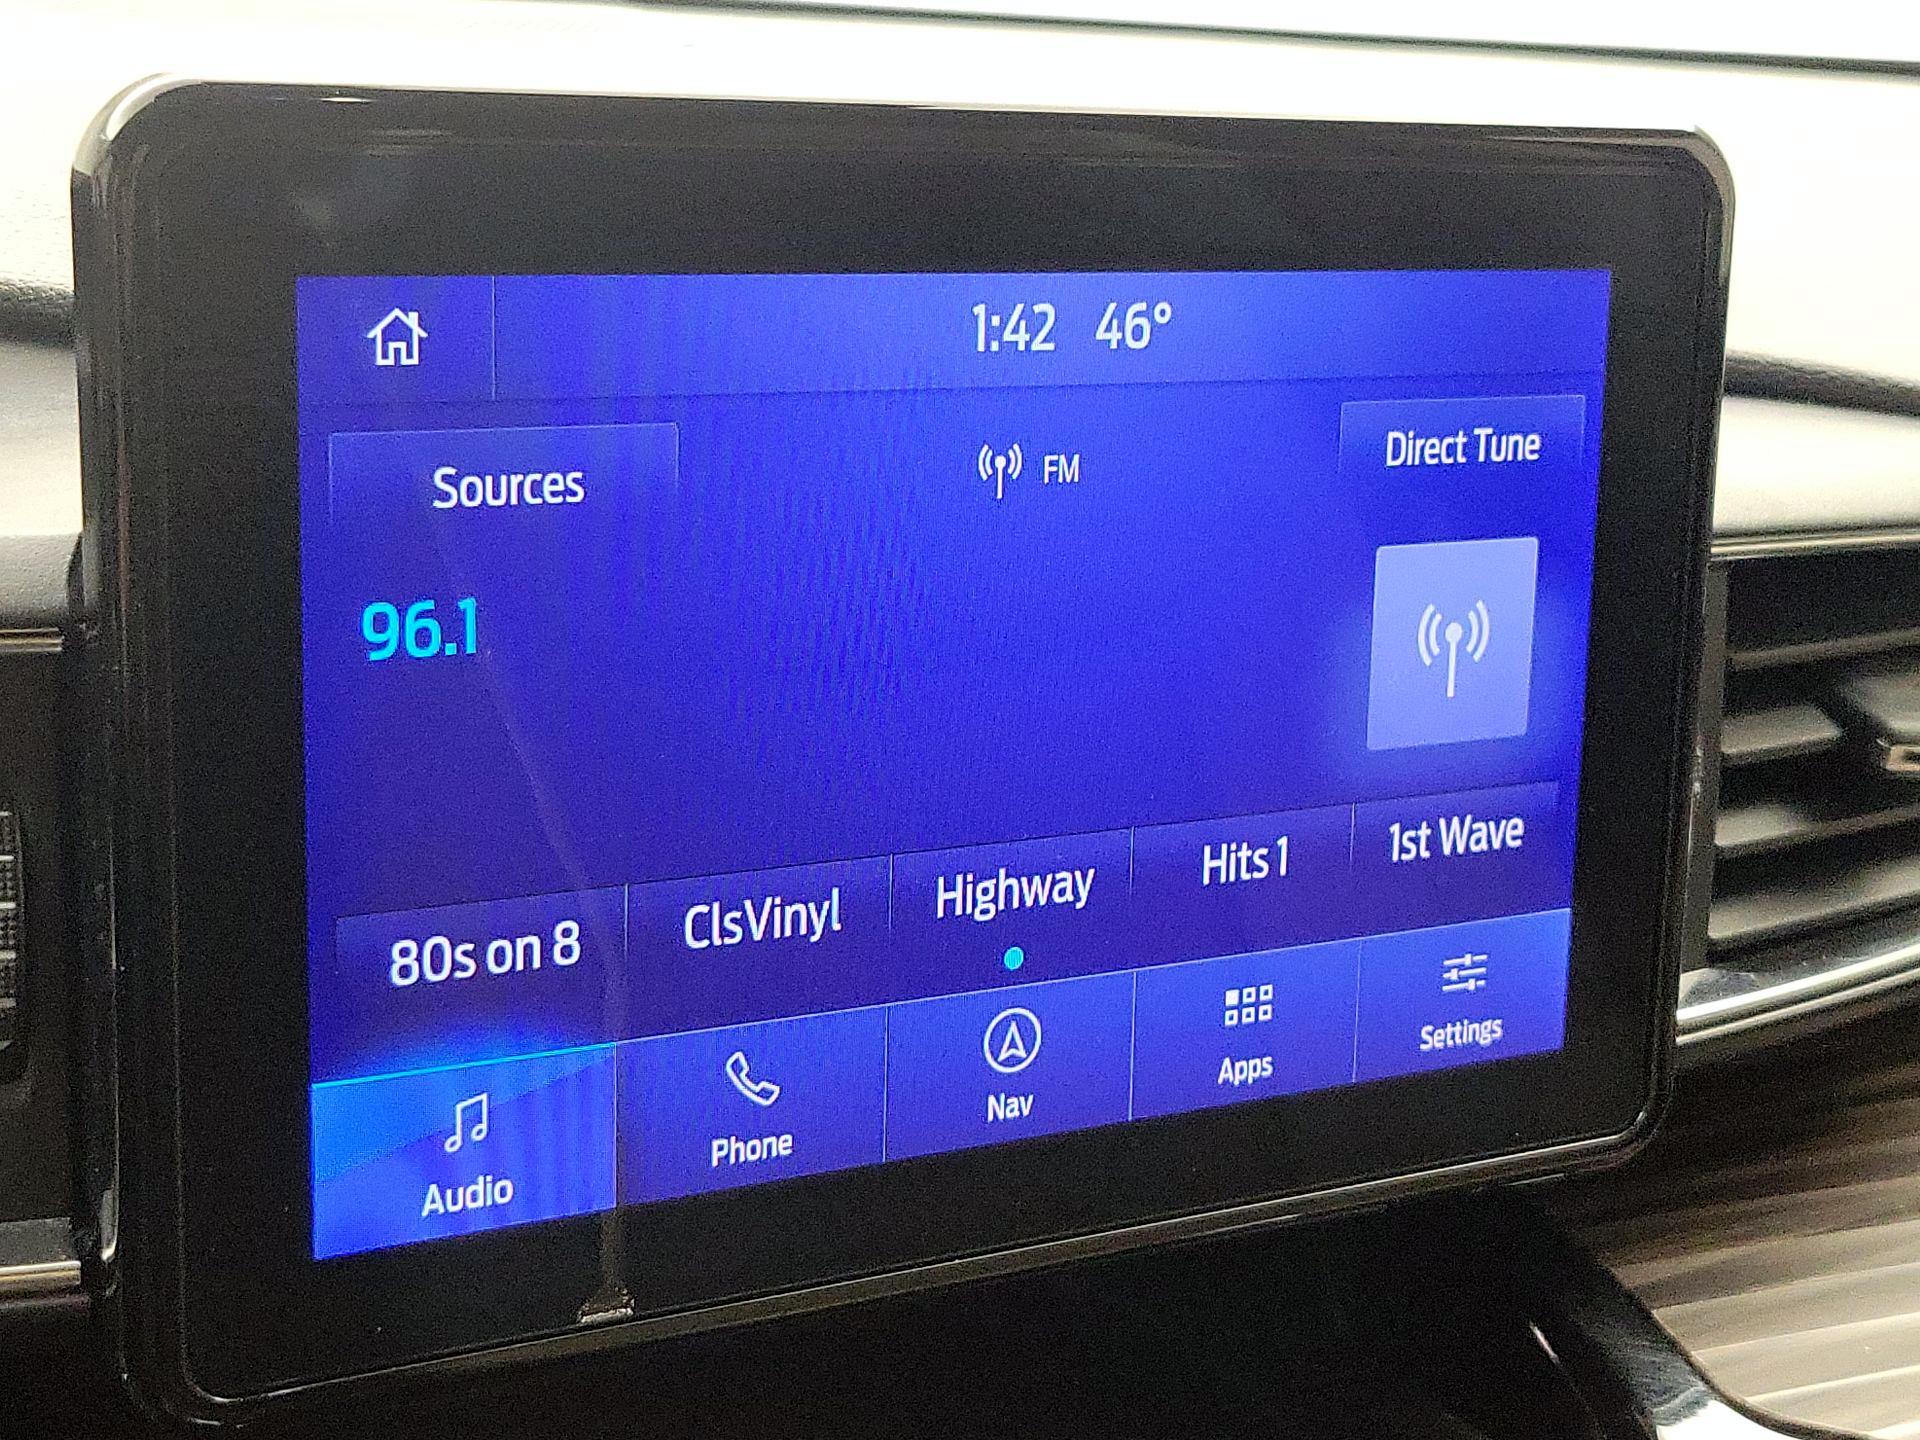 1:42 46°
Sources
FM
Direct Tune
96.1
80s on 8
ClsVinyl
Highway
Hits 1
1st Wave
Audio
Phone
Nav
Apps
Settings